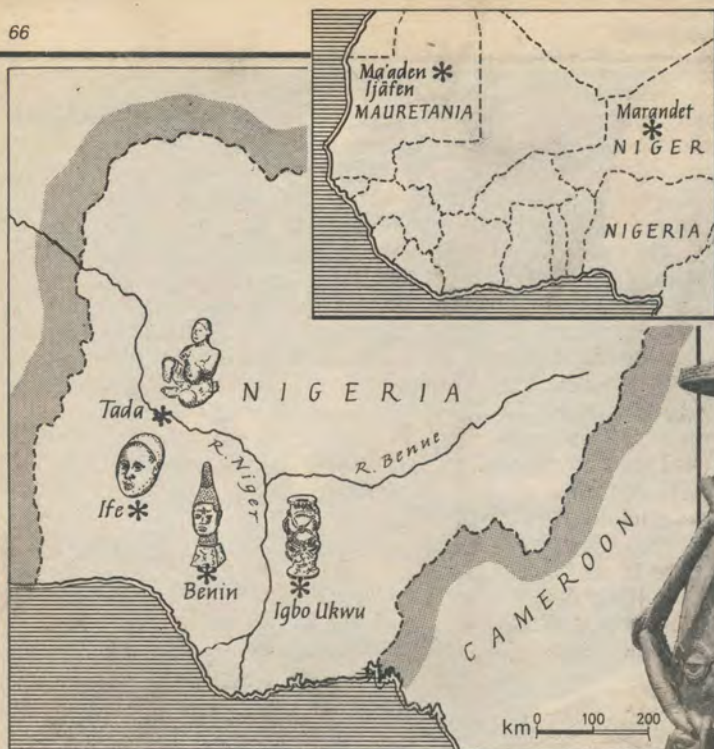 66
Ma'aden
Ijâfen
MAURETANIA
Marandet
NIGER
NIGERIA
NIGERIA
Tada
R. Niger
R. Benue
Ife
Benin
Igbo Ukwu
CAMEROON
km 0 100 200